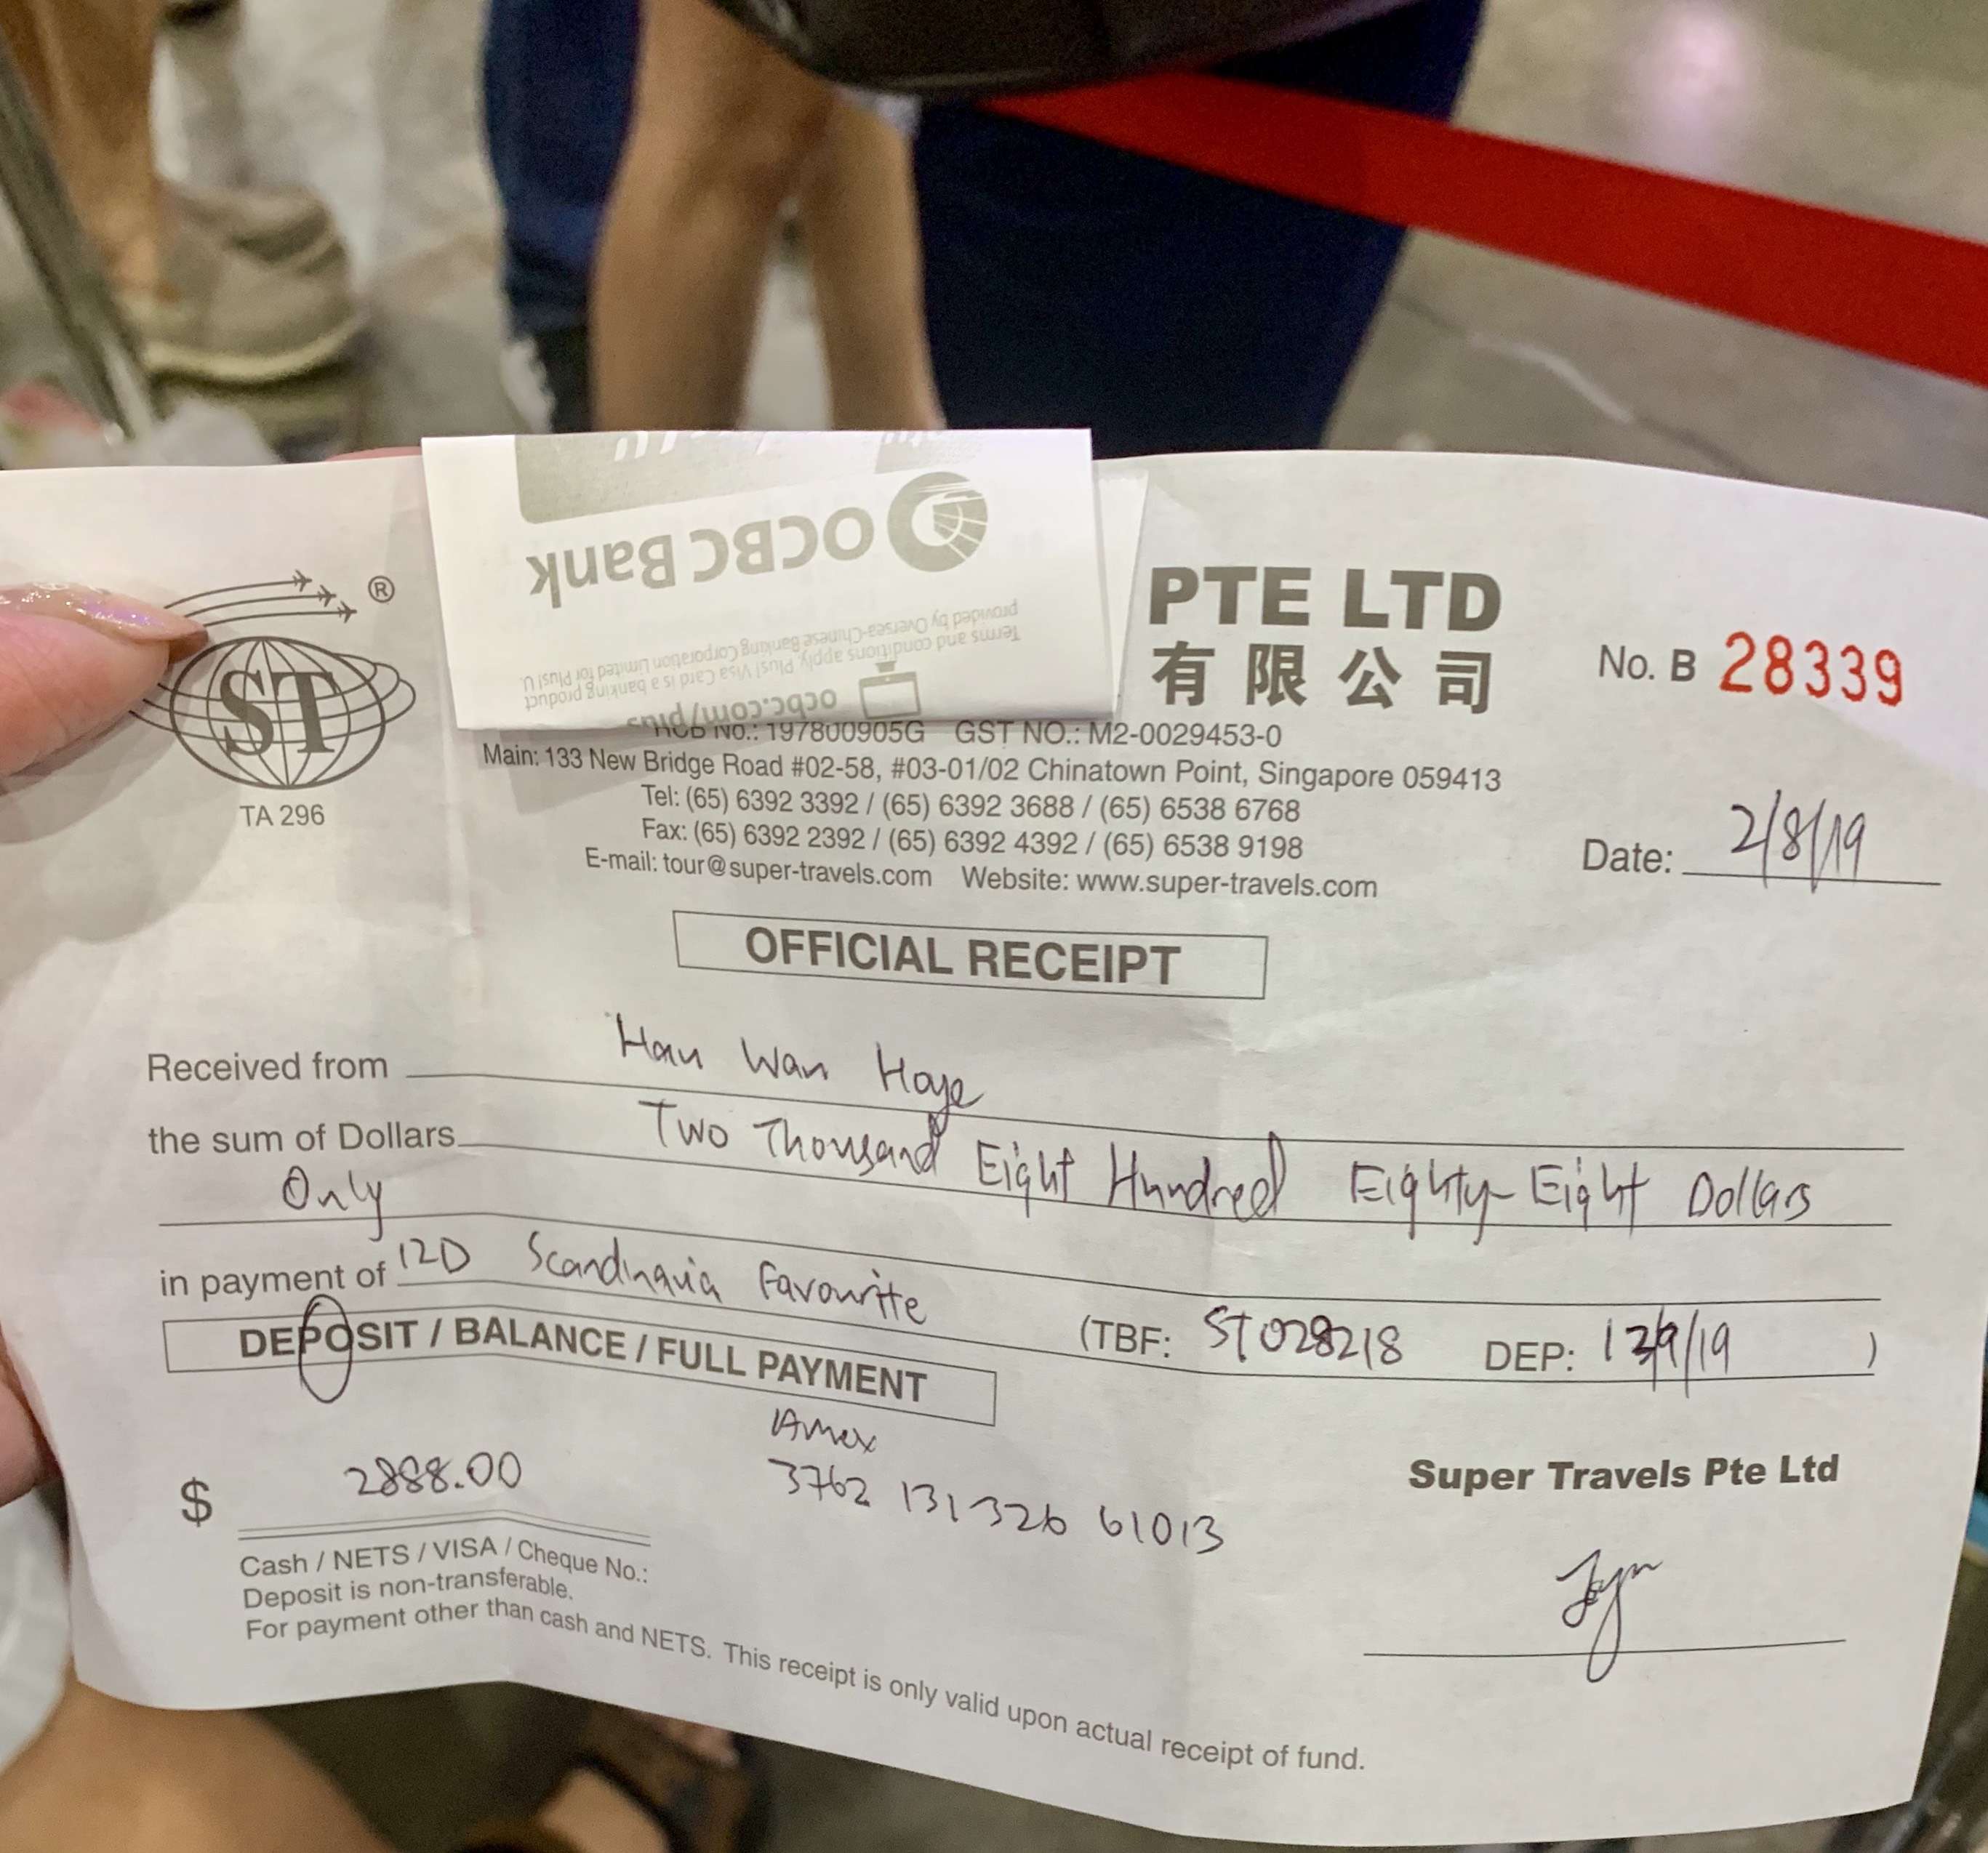 OCBC Bank
Terms and conditions apply. Plus! Visa Card is a banking product
provided by Oversea-Chinese Banking Corporation Limited for Plus! U.
ocbc.com/plus
®
ST
TA 296
PTE LTD
有限公司
No. B 28339
RCB No.: 197800905G GST NO.: M2-0029453-0
Main: 133 New Bridge Road #02-58, #03-01/02 Chinatown Point, Singapore 059413
Tel: (65) 6392 3392 / (65) 6392 3688 / (65) 6538 6768
Fax: (65) 6392 2392 / (65) 6392 4392 / (65) 6538 9198
E-mail: tour@super-travels.com Website: www.super-travels.com
Date: 2/8/19
OFFICIAL RECEIPT
Received from Han Wan Hoye
the sum of Dollars Two Thousand Eight Hundred Eighty-Eight Dollars
Only
in payment of 12D Scandinavia Favourite
(TBF: ST028218 DEP: 12/9/19 )
DEPOSIT / BALANCE / FULL PAYMENT
Amex
3762 131326 61013
$ 2888.00
Super Travels Pte Ltd
Cash / NETS / VISA / Cheque No.:
Deposit is non-transferable.
For payment other than cash and NETS. This receipt is only valid upon actual receipt of fund.